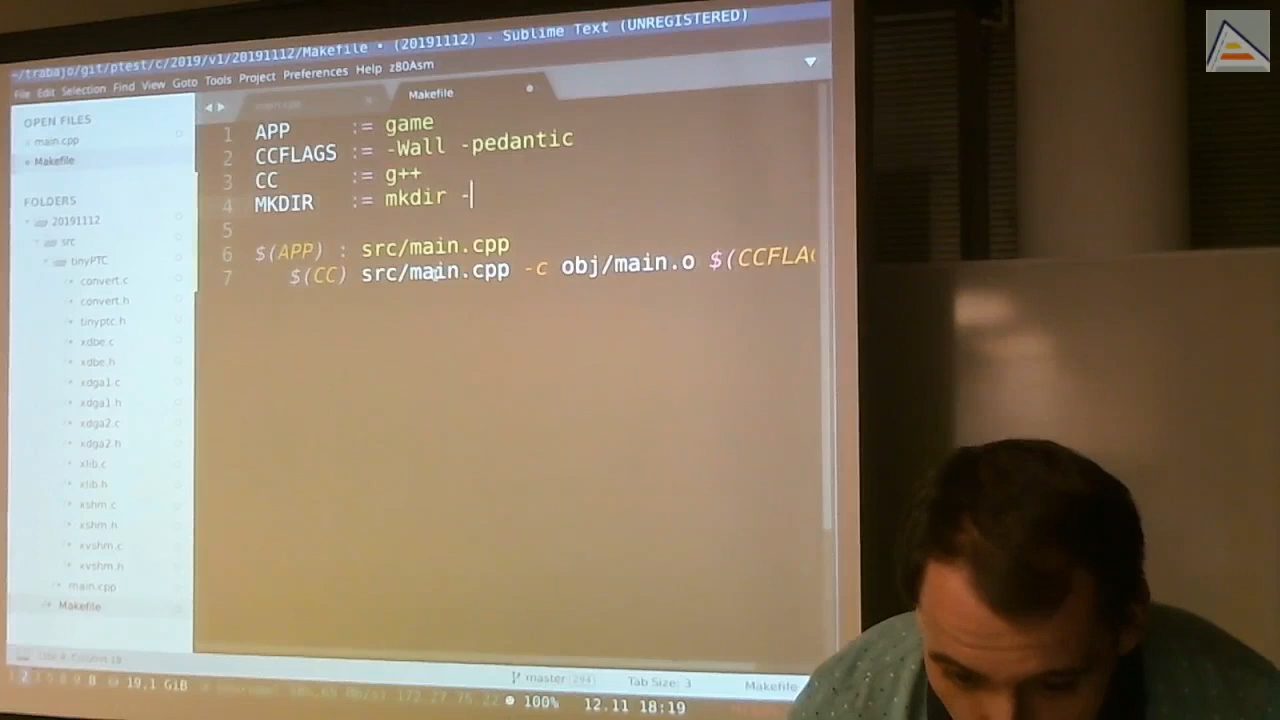 ~/trabajo/git/ptest/c/2019/v1/20191112/Makefile • (20191112) - Sublime Text (UNREGISTERED)
File Edit Selection Find View Goto Tools Project Preferences Help z80Asm
OPEN FILES
main.cpp
Makefile
FOLDERS
20191112
src
tinyPTC
convert.c
convert.h
tinyptc.h
xdbe.c
xdbe.h
xdga1.c
xdga1.h
xdga2.c
xdga2.h
xlib.c
xlib.h
xshm.c
xshm.h
xvshm.c
xvshm.h
main.cpp
Makefile
main.cpp
Makefile
1 APP := game
2 CCFLAGS := -Wall -pedantic
3 CC := g++
4 MKDIR := mkdir -
5
6 $(APP) : src/main.cpp
7 $(CC) src/main.cpp -c obj/main.o $(CCFLAG
master (294) Tab Size: 3 Makefile
19,1 GiB
100% 12.11 18:19